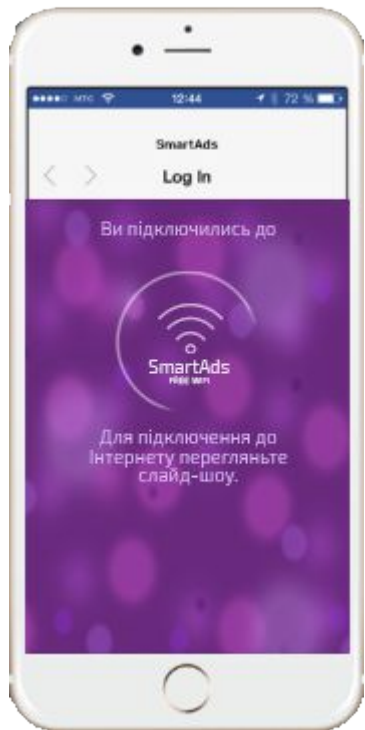 МТС 12:44 72 %
SmartAds
Log In
Ви підключились до
SmartAds
FREE WIFI
Для підключення до
Інтернету перегляньте
слайд-шоу.